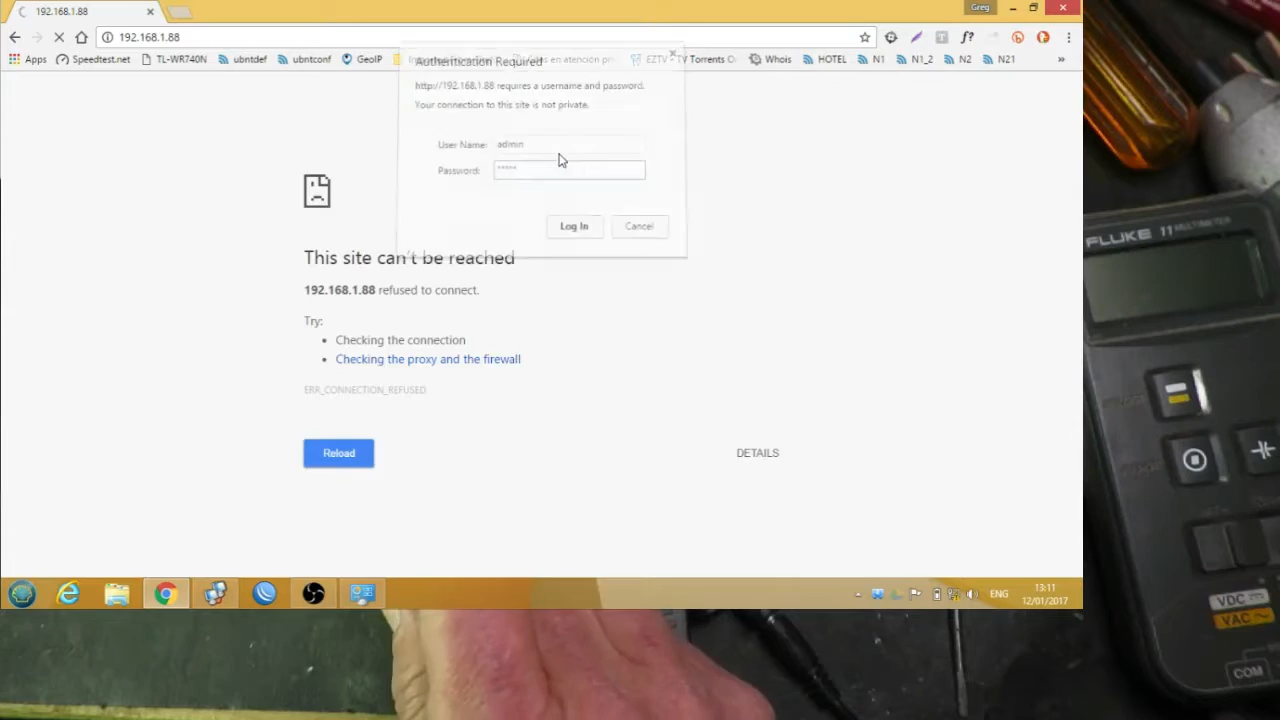 192.168.1.88
Greg
192.168.1.88
Apps Speedtest.net TL-WR740N ubntdef ubntconf GeoIP EZTV - TV Torrents Whois HOTEL N1 N1_2 N2 N21 »
Authentication Required
http://192.168.1.88 requires a username and password.
Your connection to this site is not private.
User Name: admin
Password: *****
Log In Cancel
This site can't be reached
192.168.1.88 refused to connect.
Try:
• Checking the connection
• Checking the proxy and the firewall
ERR_CONNECTION_REFUSED
Reload DETAILS
ENG
13:11
12/01/2017
FLUKE 11 MULTIMETER
VDC
VAC
COM